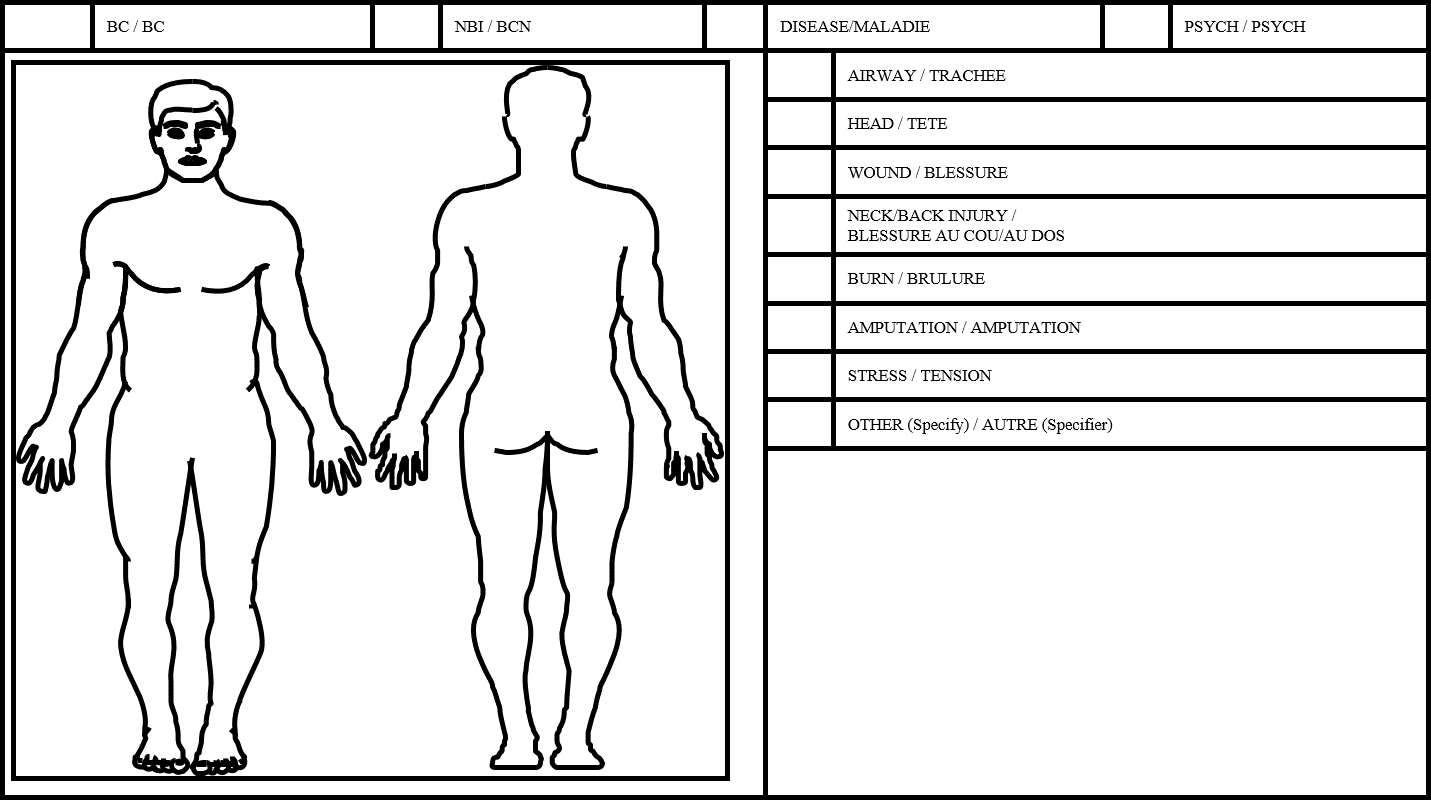 BC / BC
NBI / BCN
DISEASE/MALADIE
PSYCH / PSYCH
AIRWAY / TRACHEE
HEAD / TETE
WOUND / BLESSURE
NECK/BACK INJURY /
BLESSURE AU COU/AU DOS
BURN / BRULURE
AMPUTATION / AMPUTATION
STRESS / TENSION
OTHER (Specify) / AUTRE (Specifier)